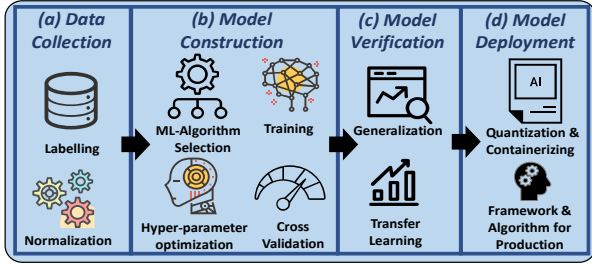 (a) Data
Collection
Labelling
Normalization
(b) Model
Construction
ML-Algorithm
Selection
Training
Hyper-parameter
optimization
Cross
Validation
(c) Model
Verification
Generalization
Transfer
Learning
(d) Model
Deployment
AI
Quantization &
Containerizing
Framework &
Algorithm for
Production